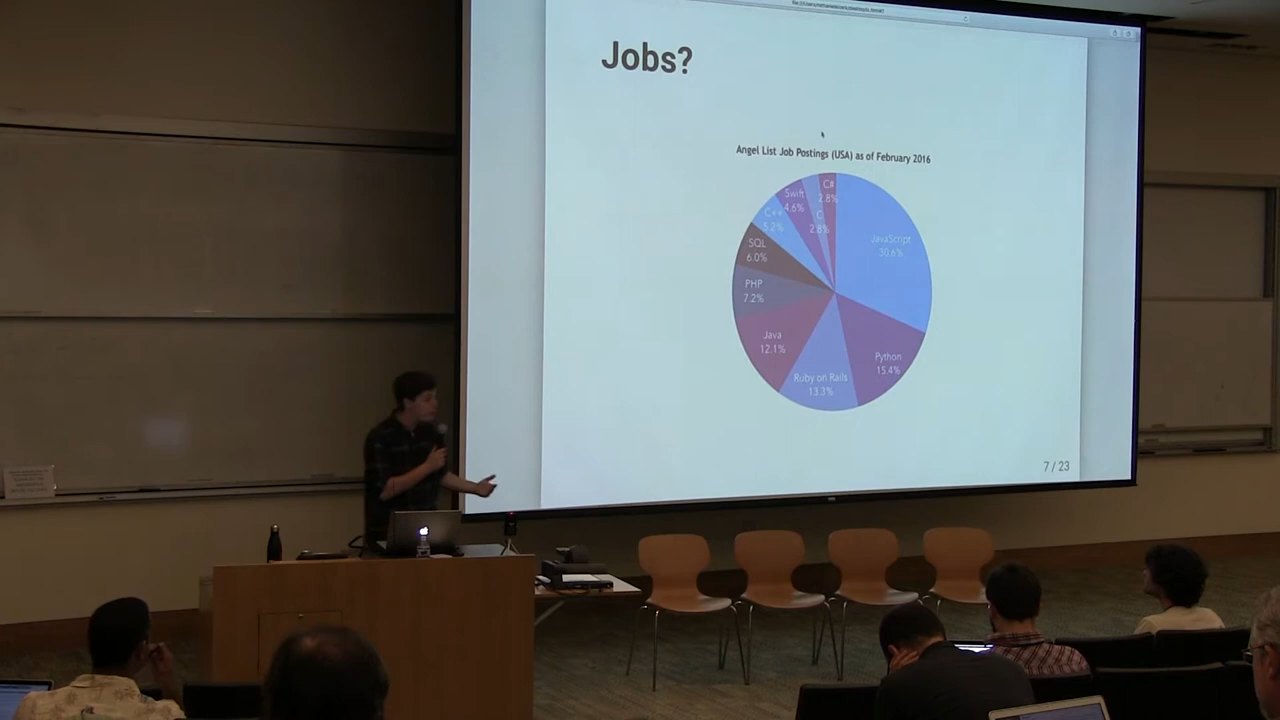 Jobs?
Angel List Job Postings (USA) as of February 2016
C#
2.8%
Swift
4.6%
C
2.8%
C++
5.2%
JavaScript
30.6%
SQL
6.0%
PHP
7.2%
Java
12.1%
Python
15.4%
Ruby on Rails
13.3%
7 / 23